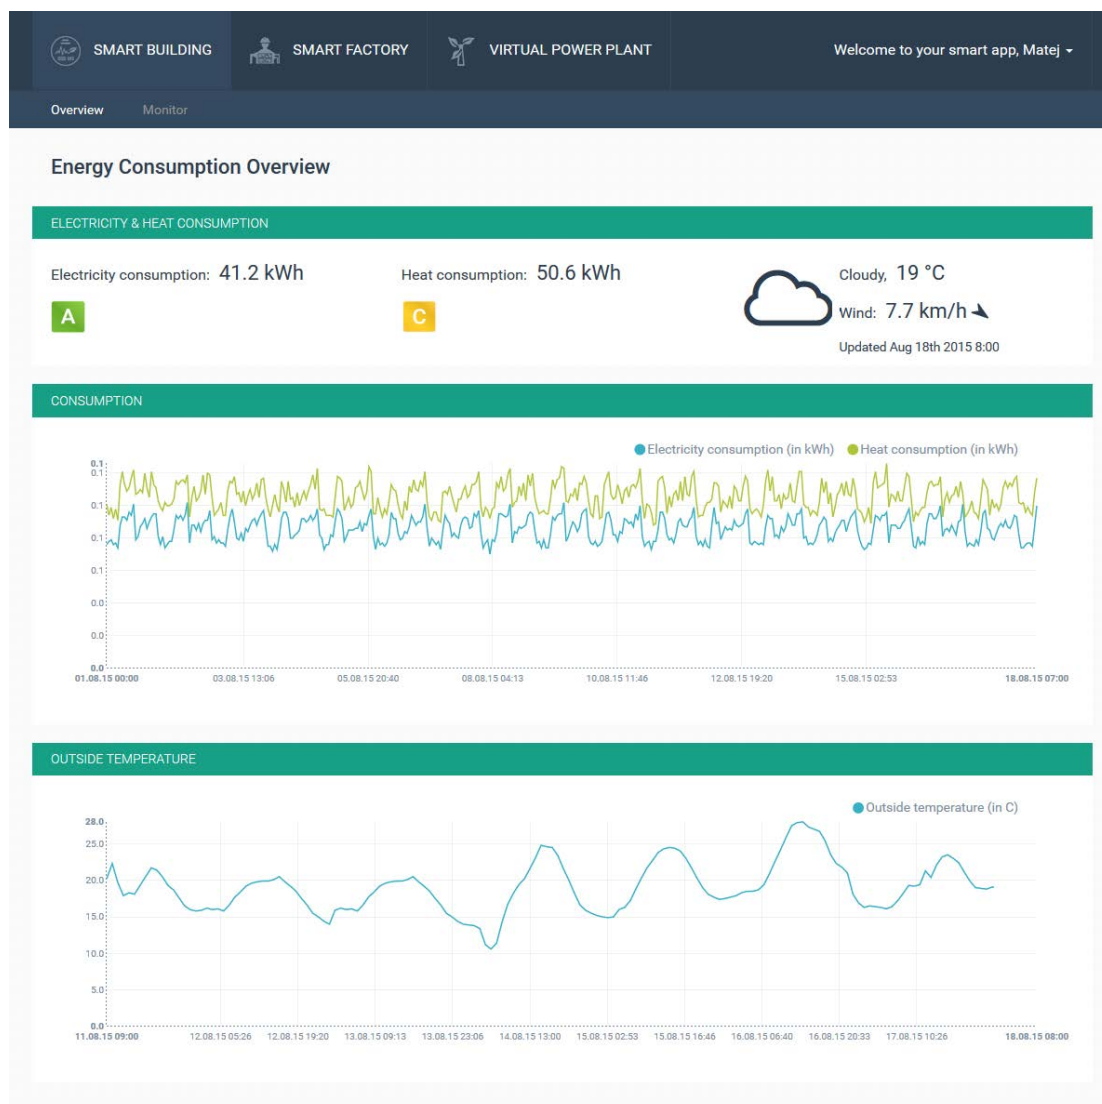 SMART BUILDING SMART FACTORY VIRTUAL POWER PLANT Welcome to your smart app, Matej
Overview Monitor
Energy Consumption Overview
ELECTRICITY & HEAT CONSUMPTION
Electricity consumption: 41.2 kWh Heat consumption: 50.6 kWh Cloudy, 19 °C
A C Wind: 7.7 km/h
Updated Aug 18th 2015 8:00
CONSUMPTION
Electricity consumption (in kWh) Heat consumption (in kWh)
0.1
0.1
0.1
0.1
0.1
0.0
0.0
0.0
01.08.15 00:00 03.08.15 13:06 05.08.15 20:40 08.08.15 04:13 10.08.15 11:46 12.08.15 19:20 15.08.15 02:53 18.08.15 07:00
OUTSIDE TEMPERATURE
Outside temperature (in C)
28.0
25.0
20.0
15.0
10.0
5.0
0.0
11.08.15 09:00 12.08.15 05:26 12.08.15 19:20 13.08.15 09:13 13.08.15 23:06 14.08.15 13:00 15.08.15 02:53 15.08.15 16:46 16.08.15 06:40 16.08.15 20:33 17.08.15 10:26 18.08.15 08:00